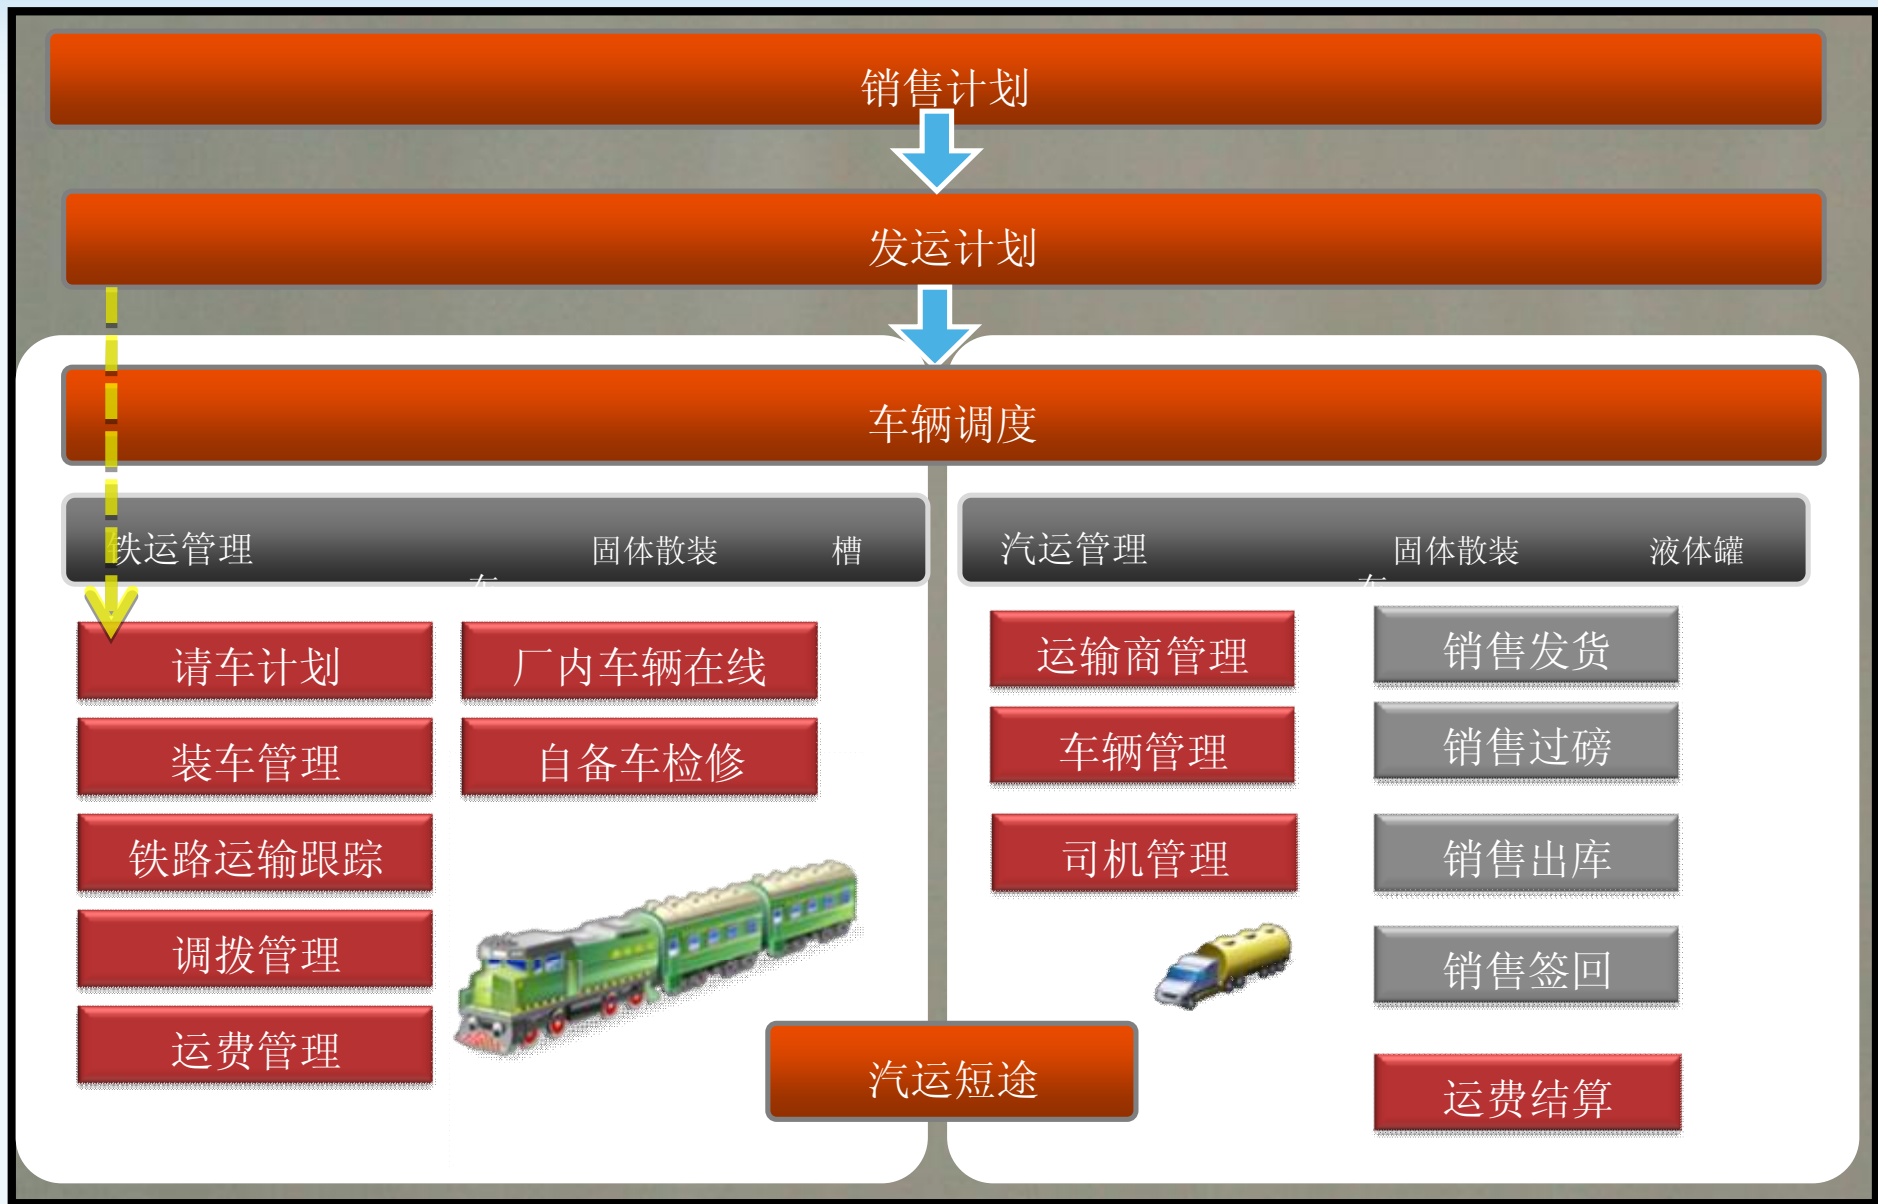 销售计划
发运计划
车辆调度
铁运管理 固体散装 槽
车
请车计划
装车管理
铁路运输跟踪
调拨管理
运费管理
厂内车辆在线
自备车检修
汽运管理 固体散装 液体罐
车
运输商管理
车辆管理
司机管理
销售发货
销售过磅
销售出库
销售签回
运费结算
汽运短途